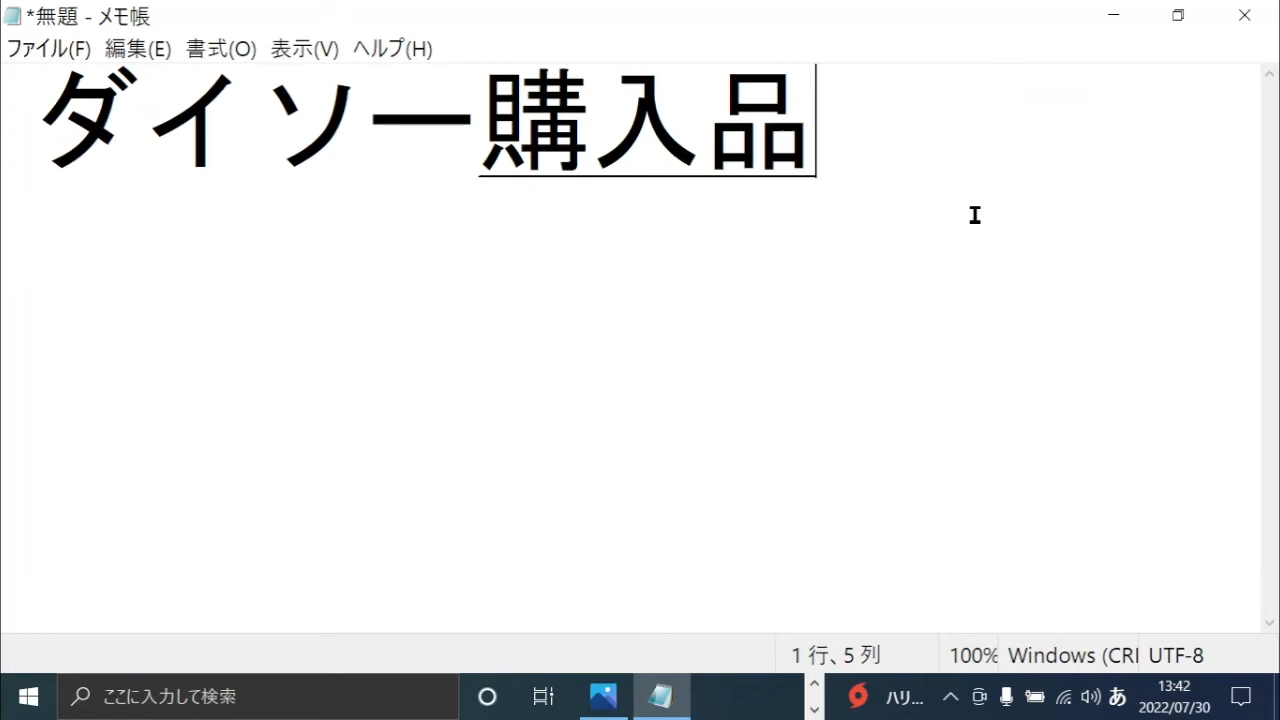 *無題 - メモ帳
ファイル(F) 編集(E) 書式(O) 表示(V) ヘルプ(H)
ダイソー購入品
1 行、5 列 100% Windows (CRI UTF-8
ここに入力して検索
ハリ... あ 13:42
2022/07/30